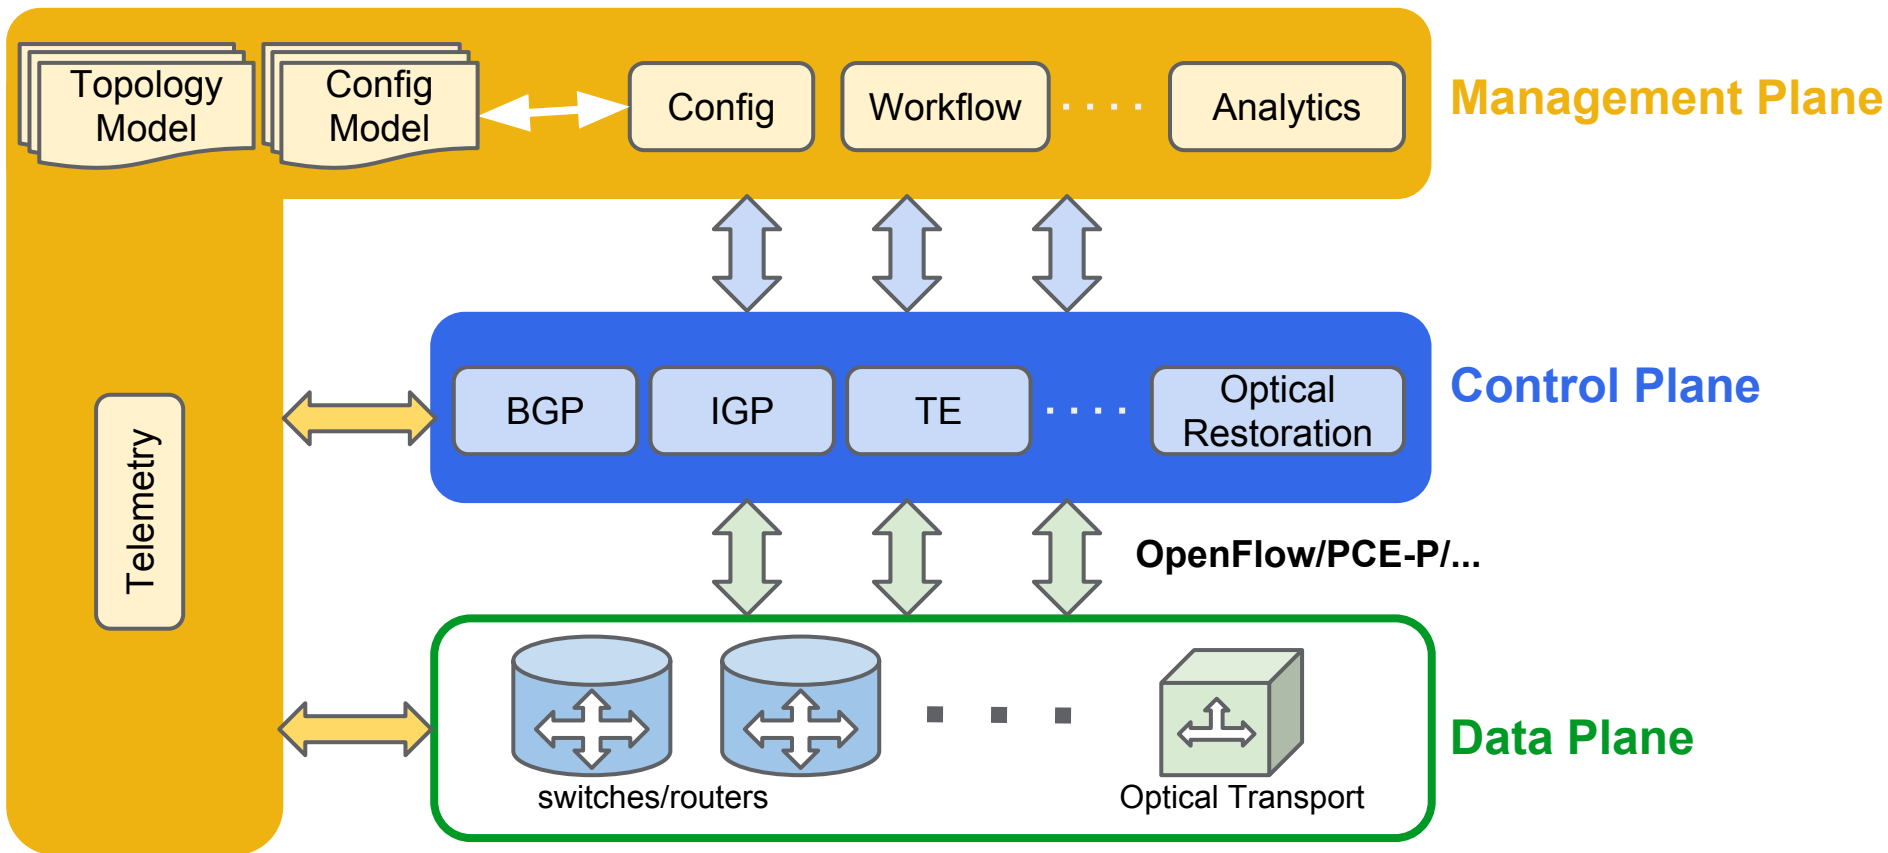 Topology
Model
Config
Model
Config
Workflow
. . . .
Analytics
Management Plane
BGP
IGP
TE
. . . .
Optical
Restoration
Control Plane
Telemetry
OpenFlow/PCE-P/...
. . .
switches/routers
Optical Transport
Data Plane